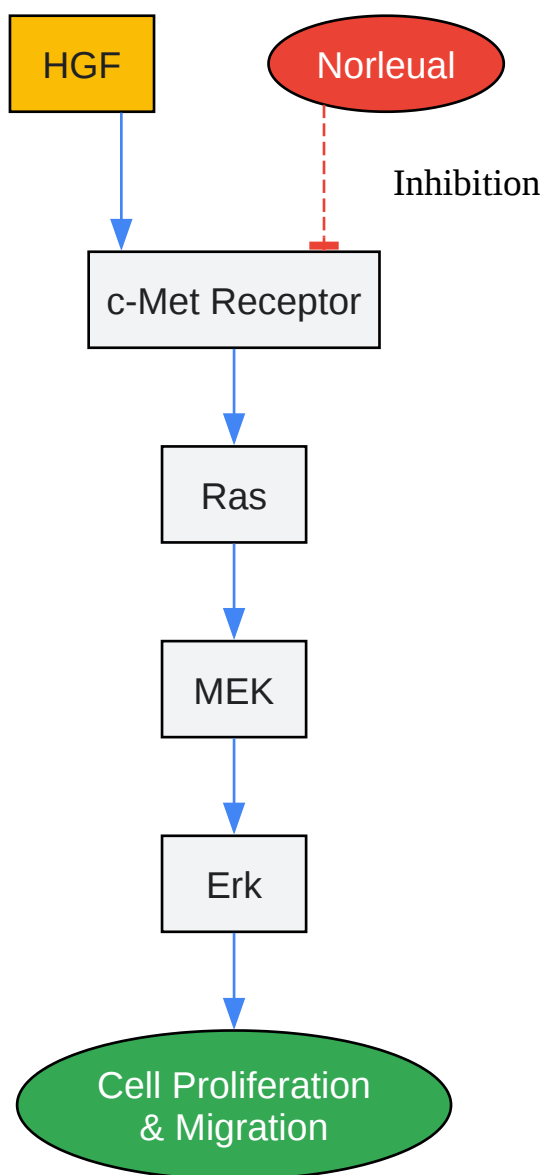 HGF
Norleual
Inhibition
c-Met Receptor
Ras
MEK
Erk
Cell Proliferation
& Migration